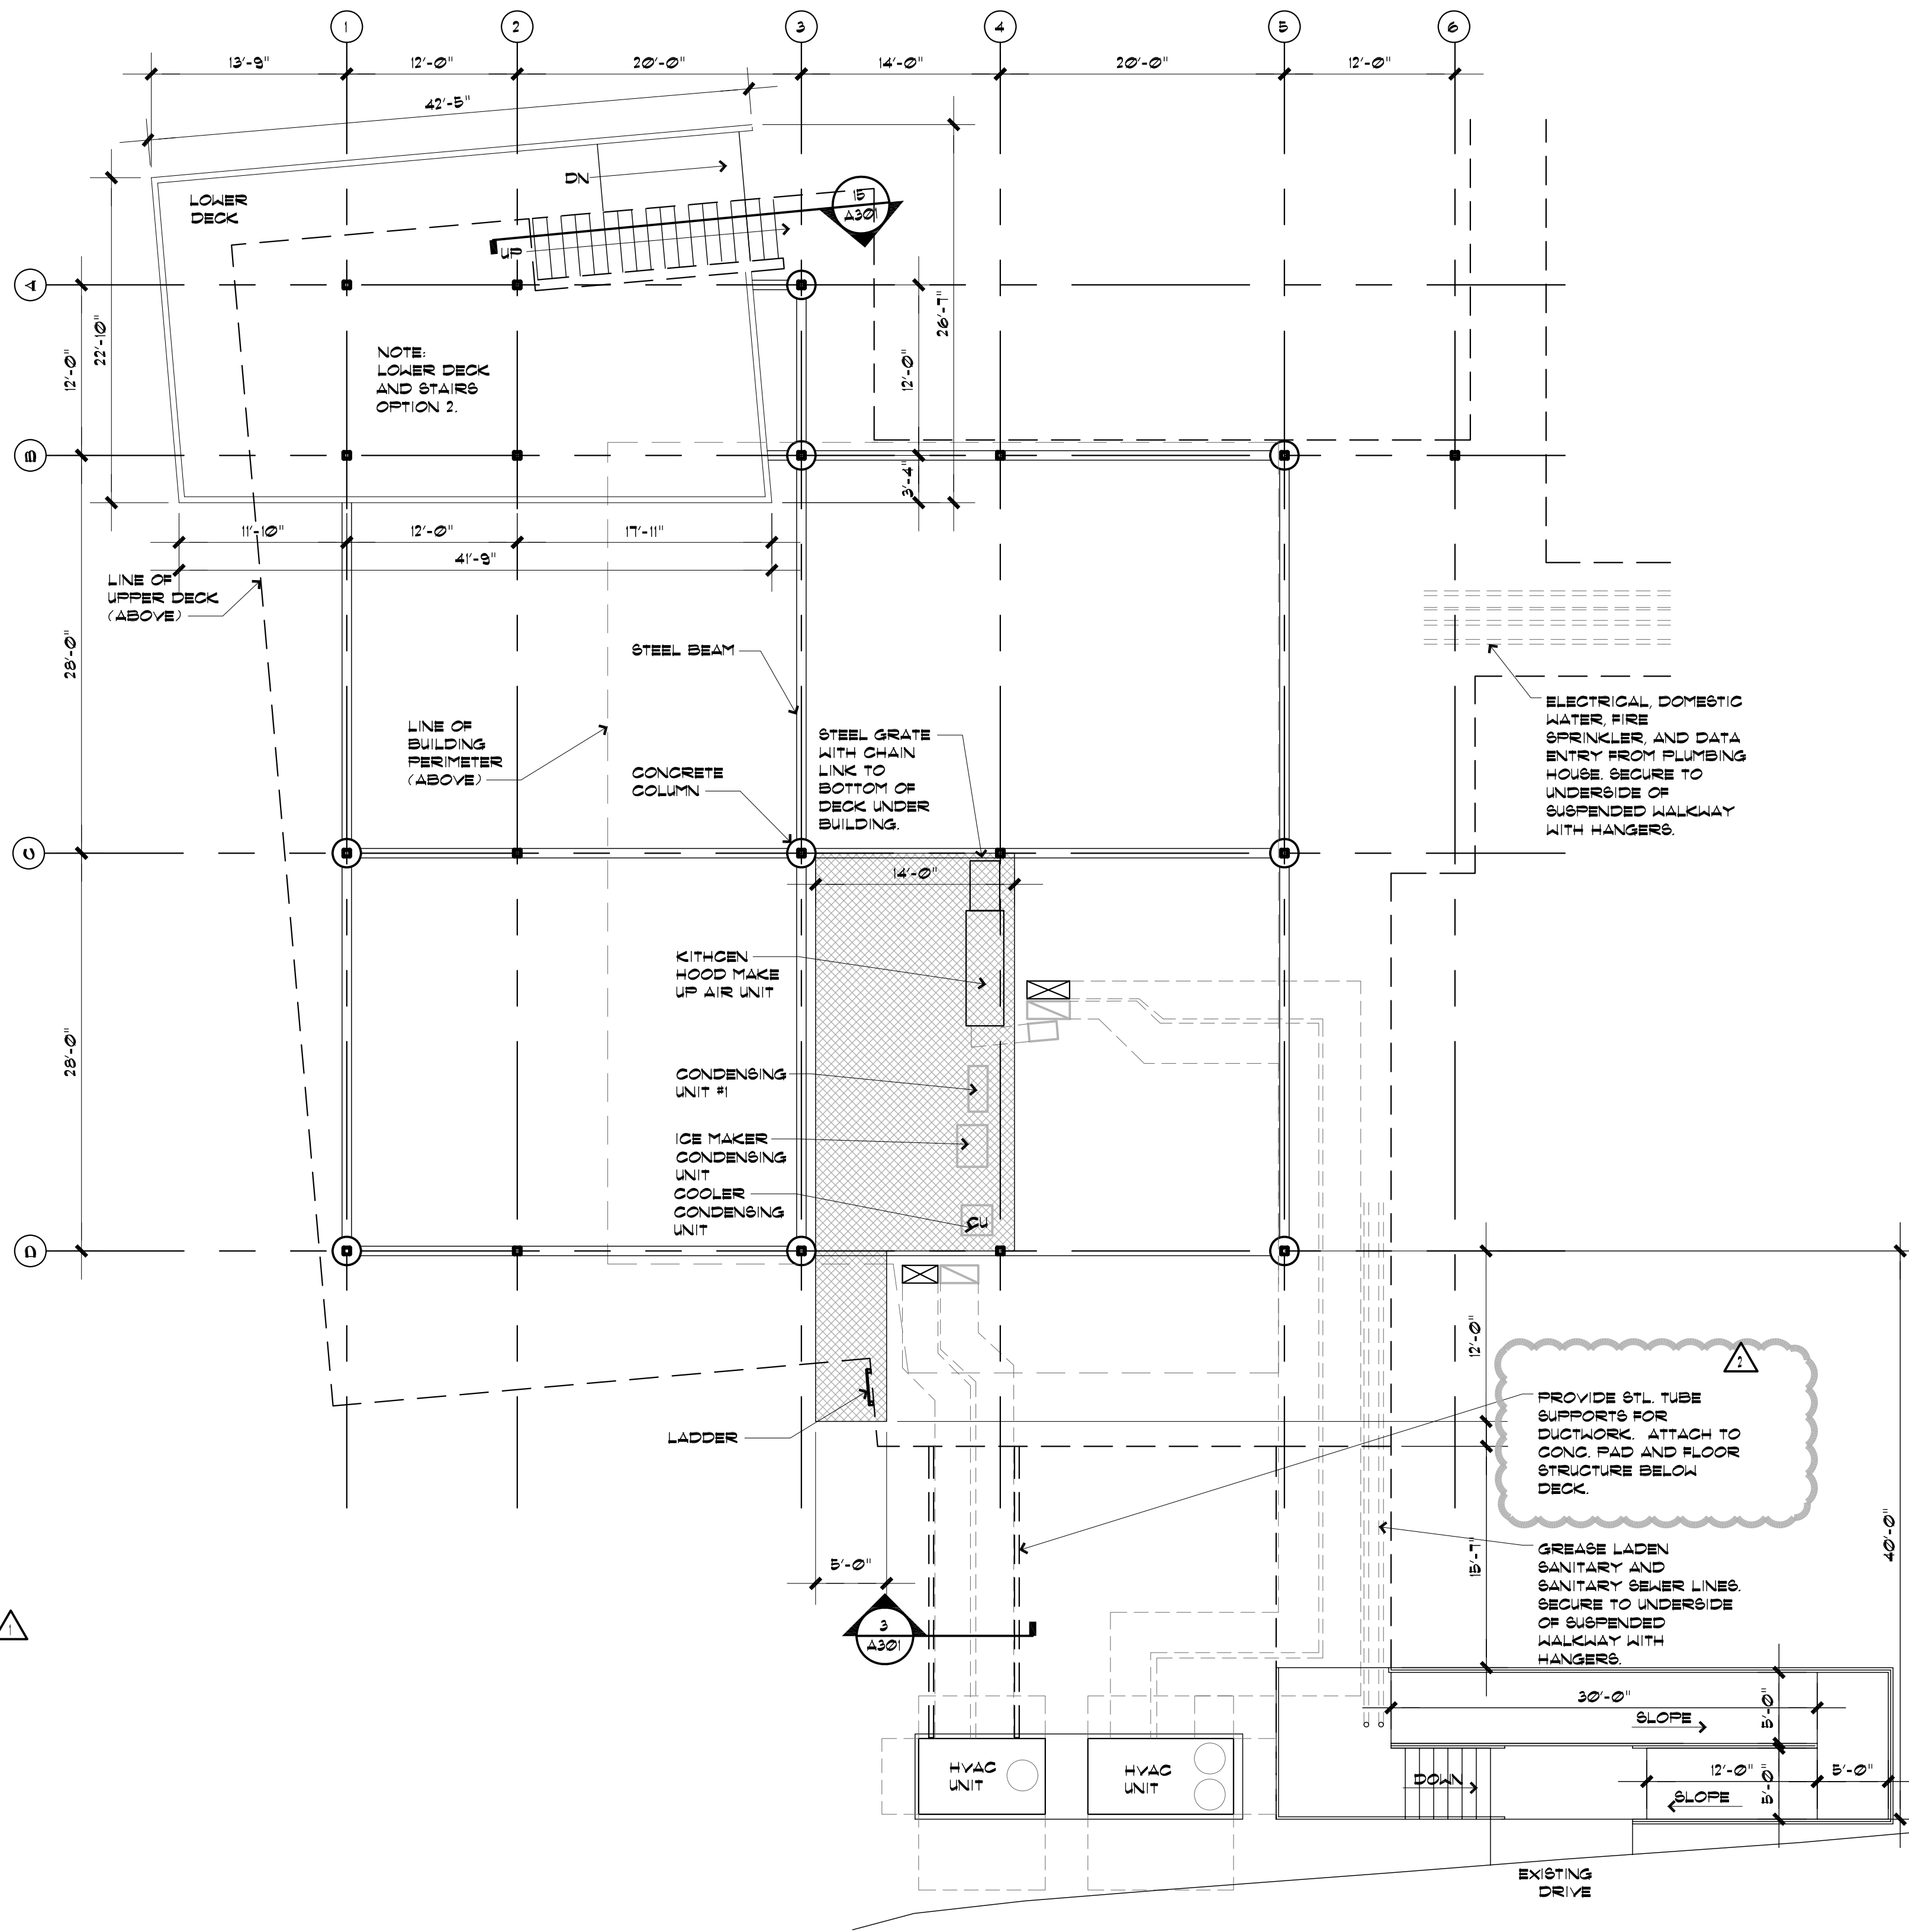 1
2
3
4
5
6
13'-9"
12'-0"
20'-0"
14'-0"
20'-0"
12'-0"
42'-5"
DN
LOWER
DECK
15
A301
UP
A
22'-10"
12'-0"
26'-7"
12'-0"
NOTE:
LOWER DECK
AND STAIRS
OPTION 2.
B
3'-4"
11'-10"
12'-0"
17'-11"
41'-9"
LINE OF
UPPER DECK
(ABOVE)
28'-0"
STEEL BEAM
LINE OF
BUILDING
PERIMETER
(ABOVE)
CONCRETE
COLUMN
STEEL GRATE
WITH CHAIN
LINK TO
BOTTOM OF
DECK UNDER
BUILDING.
ELECTRICAL, DOMESTIC
WATER, FIRE
SPRINKLER, AND DATA
ENTRY FROM PLUMBING
HOUSE. SECURE TO
UNDERSIDE OF
SUSPENDED WALKWAY
WITH HANGERS.
C
14'-0"
KITHCEN
HOOD MAKE
UP AIR UNIT
28'-0"
CONDENSING
UNIT #1
ICE MAKER
CONDENSING
UNIT
COOLER
CONDENSING
UNIT
CU
D
12'-0"
2
PROVIDE STL. TUBE
SUPPORTS FOR
DUCTWORK. ATTACH TO
CONC. PAD AND FLOOR
STRUCTURE BELOW
DECK.
LADDER
15'-7"
40'-0"
GREASE LADEN
SANITARY AND
SANITARY SEWER LINES.
SECURE TO UNDERSIDE
OF SUSPENDED
WALKWAY WITH
HANGERS.
5'-0"
1
3
A301
30'-0"
5'-0"
SLOPE
HVAC
UNIT
HVAC
UNIT
DOWN
12'-0"
5'-0"
5'-0"
SLOPE
EXISTING
DRIVE